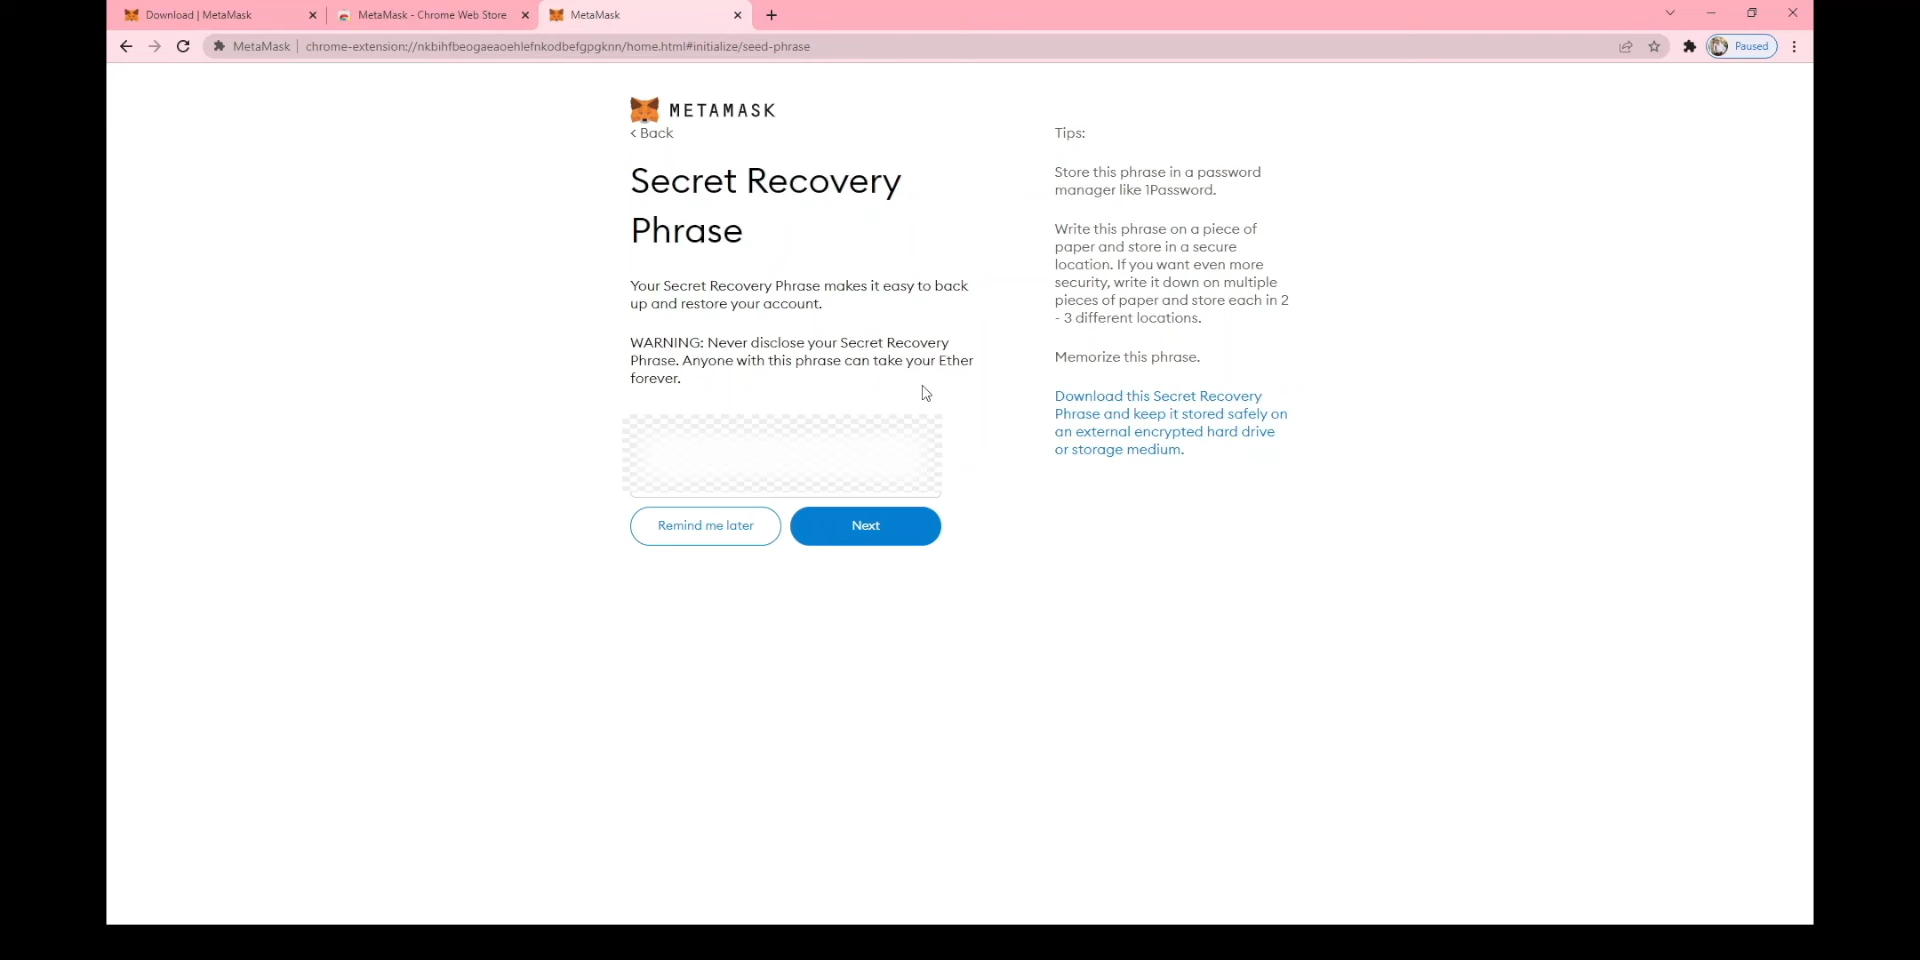 Download | MetaMask
MetaMask - Chrome Web Store
MetaMask
MetaMask
chrome-extension://nkbihfbeogaeaoehlefnkodbefgpgknn/home.html#initialize/seed-phrase
Paused
METAMASK
< Back
Secret Recovery
Phrase
Your Secret Recovery Phrase makes it easy to back
up and restore your account.
WARNING: Never disclose your Secret Recovery
Phrase. Anyone with this phrase can take your Ether
forever.
Remind me later
Next
Tips:
Store this phrase in a password
manager like 1Password.
Write this phrase on a piece of
paper and store in a secure
location. If you want even more
security, write it down on multiple
pieces of paper and store each in 2
- 3 different locations.
Memorize this phrase.
Download this Secret Recovery
Phrase and keep it stored safely on
an external encrypted hard drive
or storage medium.